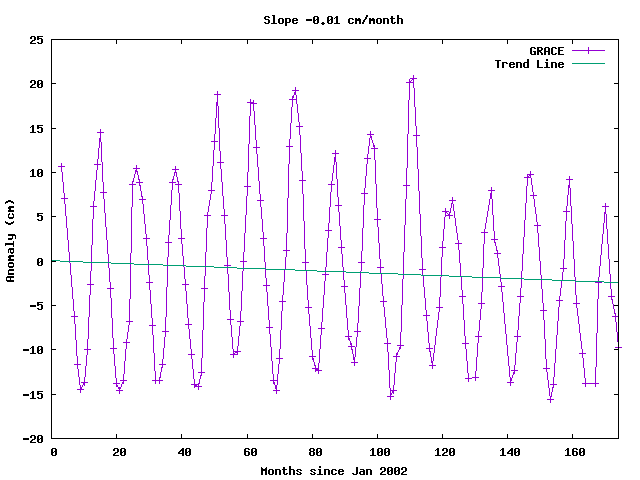 Slope -0.01 cm/month
25
20
15
10
5
0
-5
-10
-15
-20
Anomaly (cm)
GRACE
Trend Line
0 20 40 60 80 100 120 140 160
Months since Jan 2002